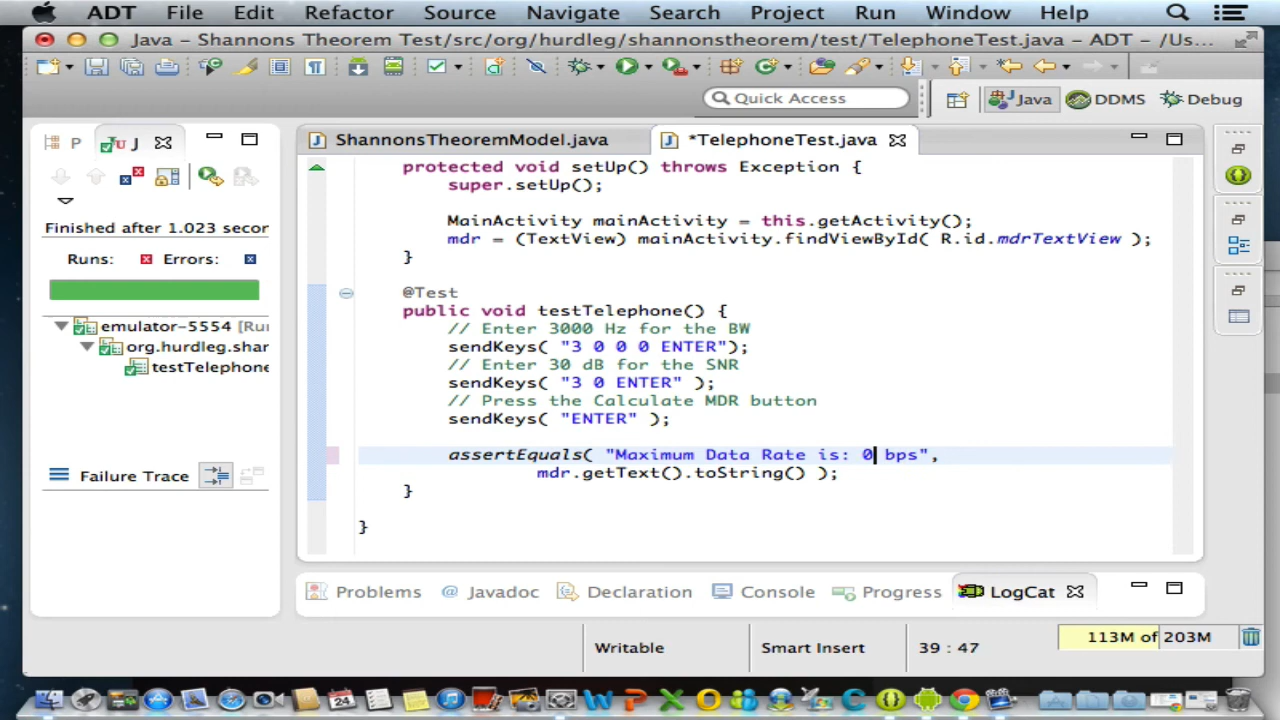 ADT File Edit Refactor Source Navigate Search Project Run Window Help
Java – Shannons Theorem Test/src/org/hurdleg/shannonstheorem/test/TelephoneTest.java – ADT – /Us...
Quick Access
Java DDMS Debug
P J
ShannonsTheoremModel.java *TelephoneTest.java
Finished after 1.023 secor
Runs: Errors:
emulator-5554 [Ru
org.hurdleg.shar
testTelephone
Failure Trace
protected void setUp() throws Exception {
super.setUp();
MainActivity mainActivity = this.getActivity();
mdr = (TextView) mainActivity.findViewById( R.id.mdrTextView );
}
@Test
public void testTelephone() {
// Enter 3000 Hz for the BW
sendKeys( "3 0 0 0 ENTER");
// Enter 30 dB for the SNR
sendKeys( "3 0 ENTER" );
// Press the Calculate MDR button
sendKeys( "ENTER" );
assertEquals( "Maximum Data Rate is: 0 bps",
mdr.getText().toString() );
}
}
Problems @ Javadoc Declaration Console Progress LogCat
Writable Smart Insert 39 : 47 113M of 203M